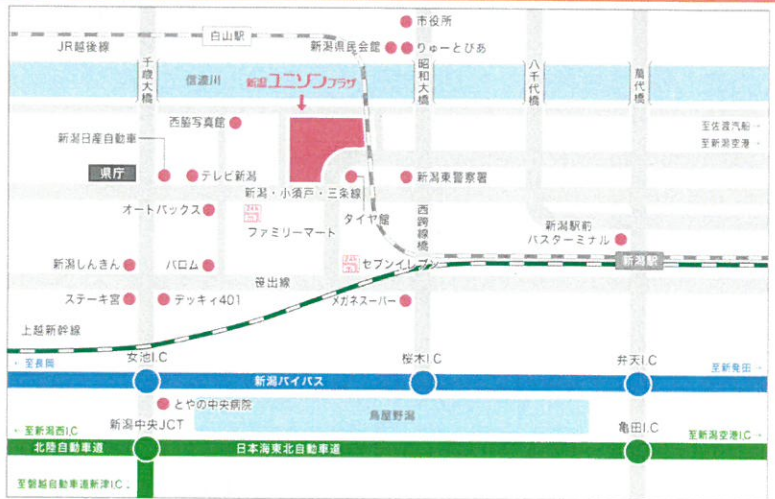 市役所
白山駅
JR越後線
新潟県民会館
りゅーとぴあ
千歳大橋
信濃川
新潟ユニゾンプラザ
昭和大橋
八千代橋
萬代橋
西脇写真館
至佐渡汽船→
至新潟空港→
新潟日産自動車
県庁
テレビ新潟
新潟・小須戸・三条線
新潟東警察署
オートバックス
タイヤ館
西跨線橋
ファミリーマート
新潟駅前
バスターミナル
新潟しんきん
バロム
セブンイレブン
新潟駅
笹出線
ステーキ宮
デッキィ401
メガネスーパー
上越新幹線
女池I.C
桜木I.C
弁天I.C
←至長岡
新潟バイパス
至新発田→
とやの中央病院
鳥屋野潟
新潟中央JCT
亀田I.C
←至新潟西I.C
至新潟空港I.C→
北陸自動車道
日本海東北自動車道
至磐越自動車道新津I.C↓